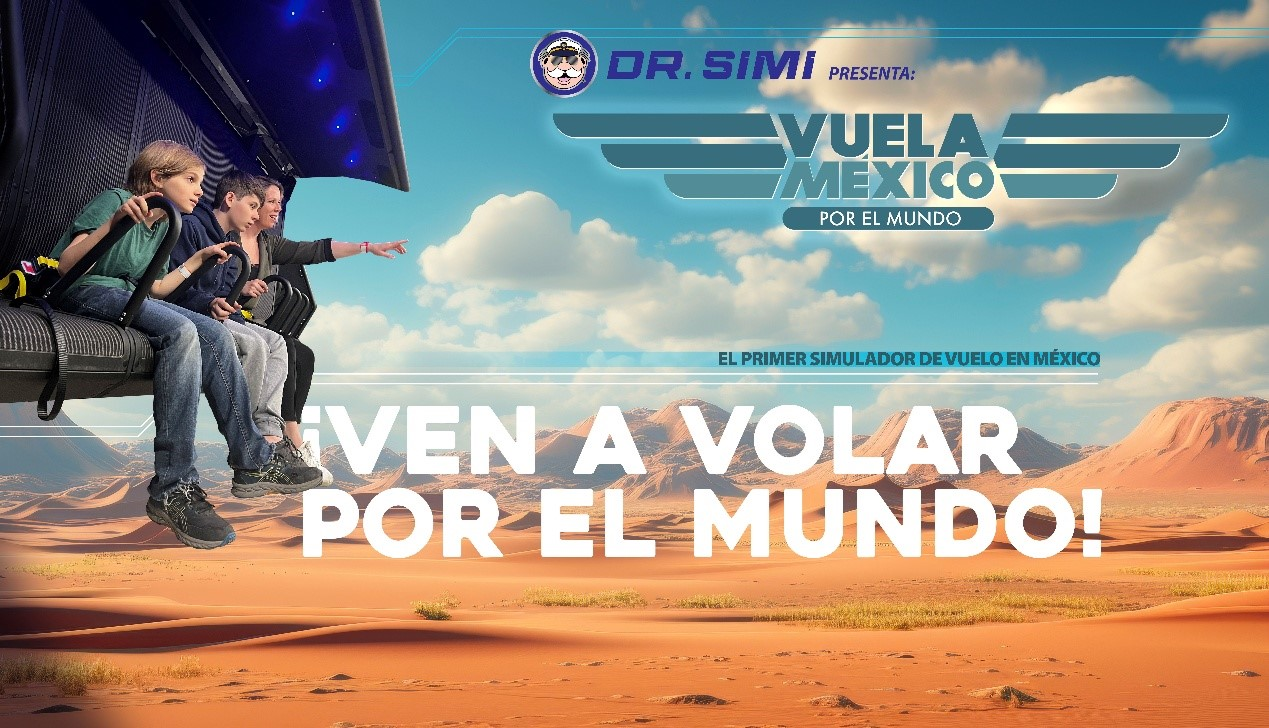 DR. SIMI PRESENTA:
VUELA
MEXICO
POR EL MUNDO
EL PRIMER SIMULADOR DE VUELO EN MÉXICO
¡VEN A VOLAR
POR EL MUNDO!